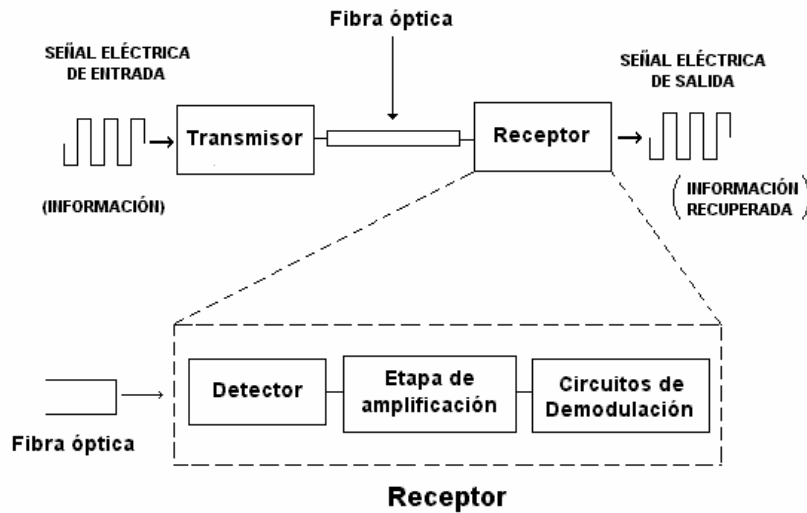 Fibra óptica
SEÑAL ELÉCTRICA
DE ENTRADA
SEÑAL ELÉCTRICA
DE SALIDA
Transmisor
Receptor
(INFORMACIÓN)
INFORMACIÓN
RECUPERADA
Detector
Etapa de
amplificación
Circuitos de
Demodulación
Fibra óptica
Receptor